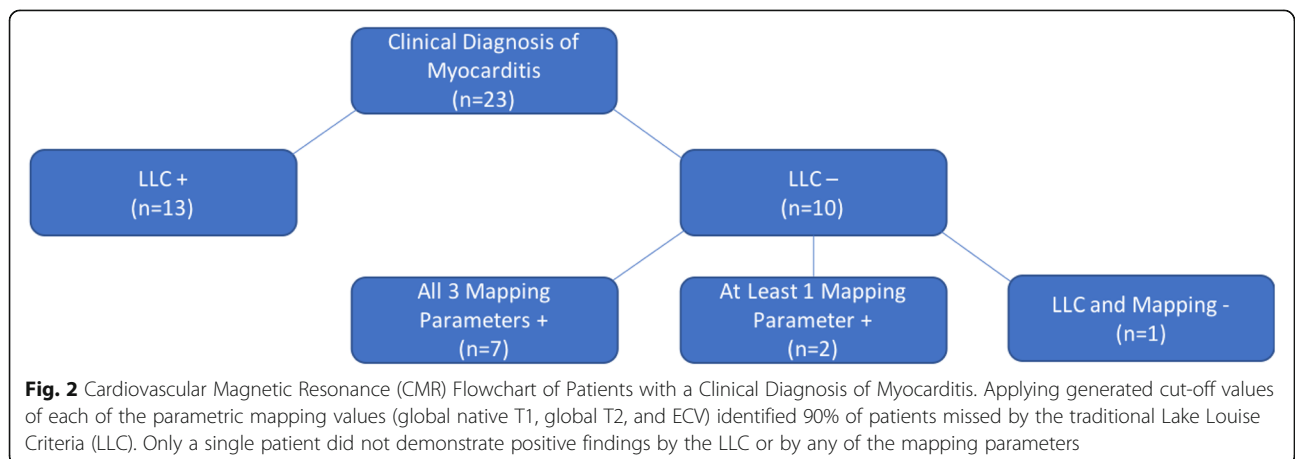 Clinical Diagnosis of
Myocarditis
(n=23)
LLC +
(n=13)
LLC –
(n=10)
All 3 Mapping
Parameters +
(n=7)
At Least 1 Mapping
Parameter +
(n=2)
LLC and Mapping -
(n=1)
Fig. 2 Cardiovascular Magnetic Resonance (CMR) Flowchart of Patients with a Clinical Diagnosis of Myocarditis. Applying generated cut-off values
of each of the parametric mapping values (global native T1, global T2, and ECV) identified 90% of patients missed by the traditional Lake Louise
Criteria (LLC). Only a single patient did not demonstrate positive findings by the LLC or by any of the mapping parameters